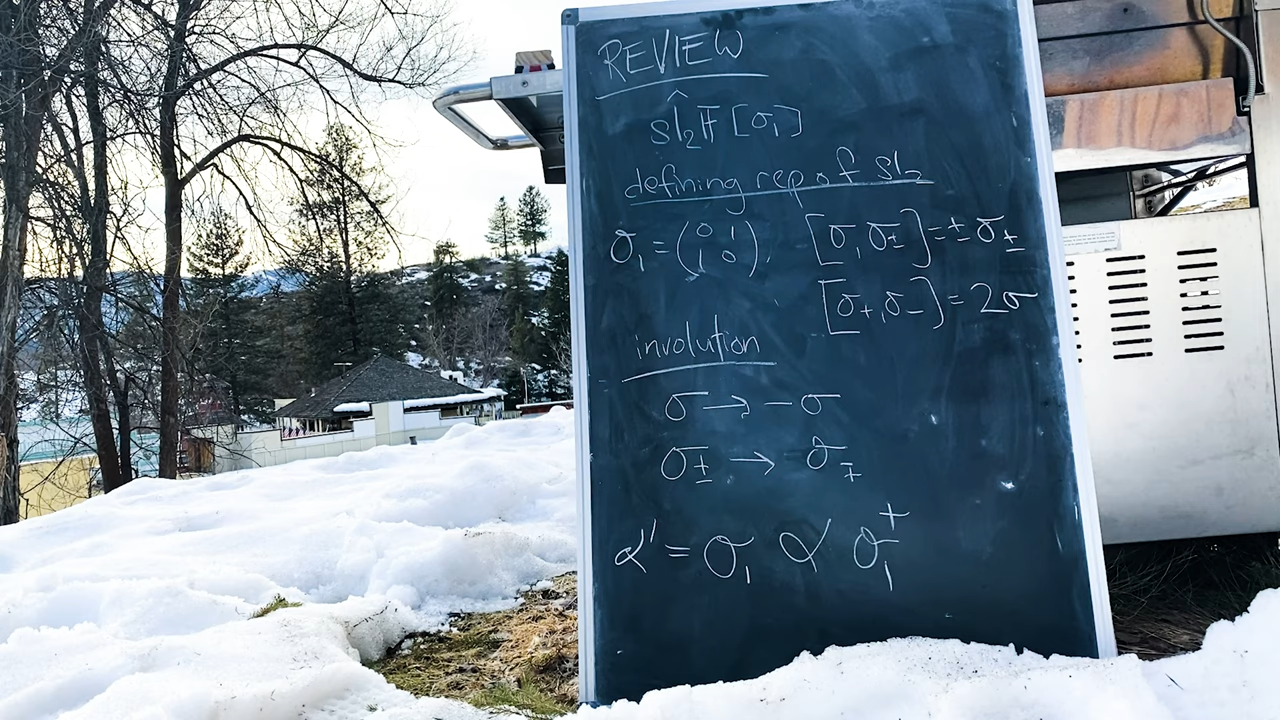 REVIEW
ŝl₂𝔽[σ₁]
defining rep of sl₂
σ₁ = (0 1 1 0), [σ, σ±] = ± σ±
[σ+, σ-] = 2σ
involution
σ → -σ
σ± → σ∓
α' = σ₁ α σ₁⁺